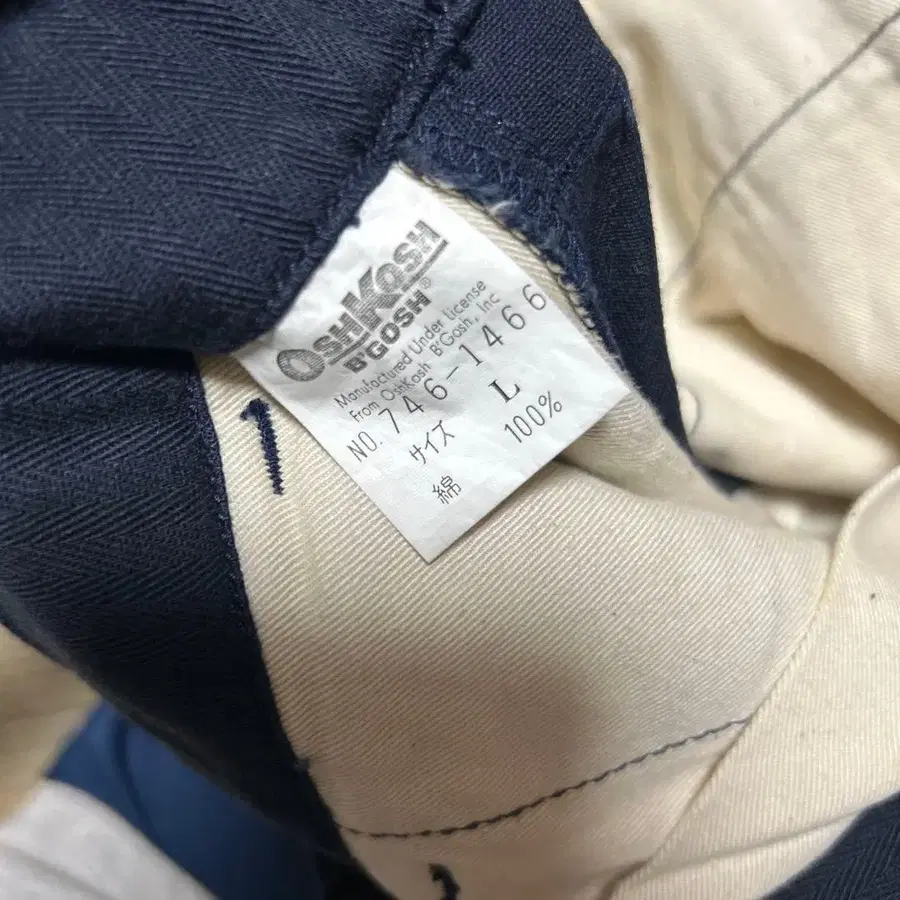 OSHKOSH
B'GOSH®
Manufactured Under License
From OshKosh B'Gosh, Inc
NO. 746-1466
サイズ L
綿 100%